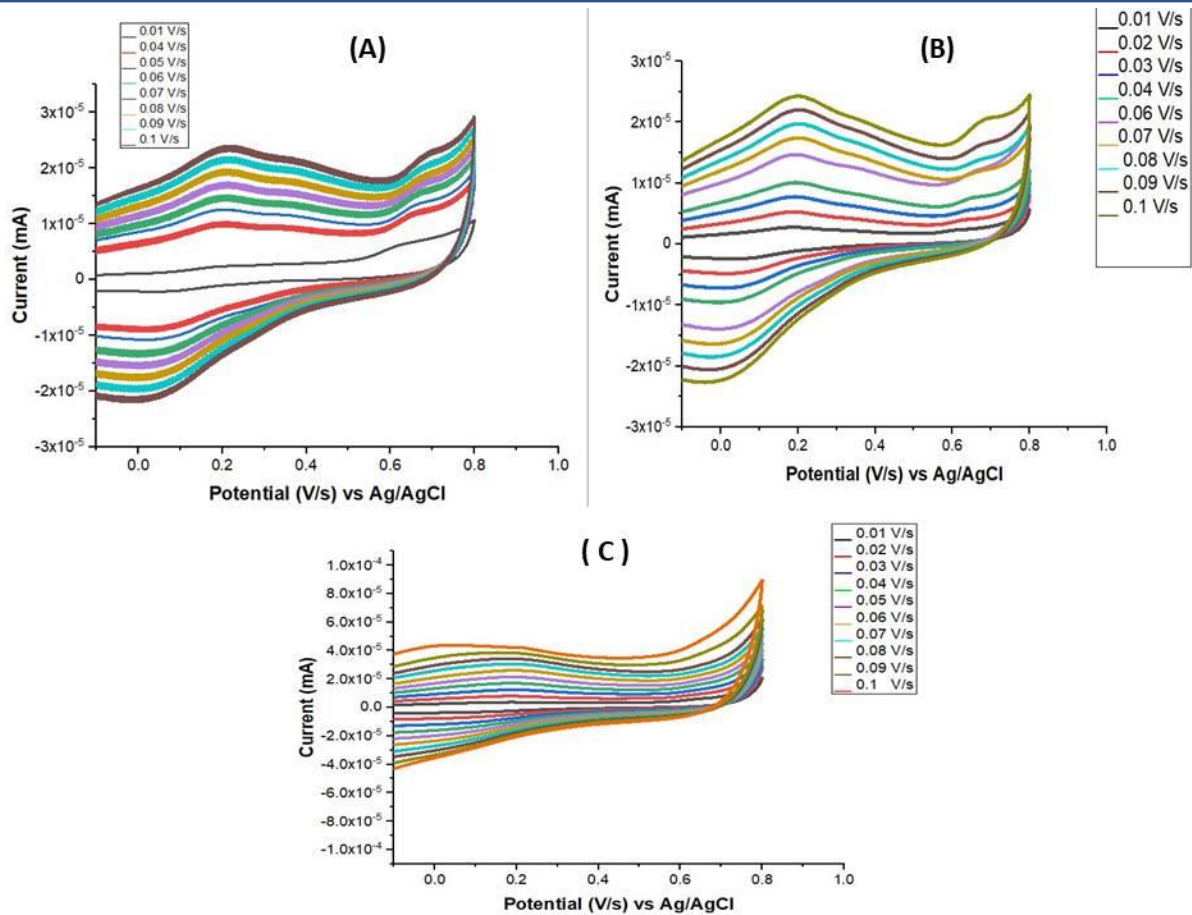 (A)
0.01 V/s
0.04 V/s
0.05 V/s
0.06 V/s
0.07 V/s
0.08 V/s
0.09 V/s
0.1 V/s
3x10⁻⁵
2x10⁻⁵
1x10⁻⁵
0
-1x10⁻⁵
-2x10⁻⁵
-3x10⁻⁵
Current (mA)
0.0 0.2 0.4 0.6 0.8 1.0
Potential (V/s) vs Ag/AgCl
(B)
0.01 V/s
0.02 V/s
0.03 V/s
0.04 V/s
0.06 V/s
0.07 V/s
0.08 V/s
0.09 V/s
0.1 V/s
3x10⁻⁵
2x10⁻⁵
1x10⁻⁵
0
-1x10⁻⁵
-2x10⁻⁵
-3x10⁻⁵
Current (mA)
0.0 0.2 0.4 0.6 0.8 1.0
Potential (V/s) vs Ag/AgCl
( C )
0.01 V/s
0.02 V/s
0.03 V/s
0.04 V/s
0.05 V/s
0.06 V/s
0.07 V/s
0.08 V/s
0.09 V/s
0.1 V/s
1.0x10⁻⁴
8.0x10⁻⁵
6.0x10⁻⁵
4.0x10⁻⁵
2.0x10⁻⁵
0.0
-2.0x10⁻⁵
-4.0x10⁻⁵
-6.0x10⁻⁵
-8.0x10⁻⁵
-1.0x10⁻⁴
Current (mA)
0.0 0.2 0.4 0.6 0.8 1.0
Potential (V/s) vs Ag/AgCl